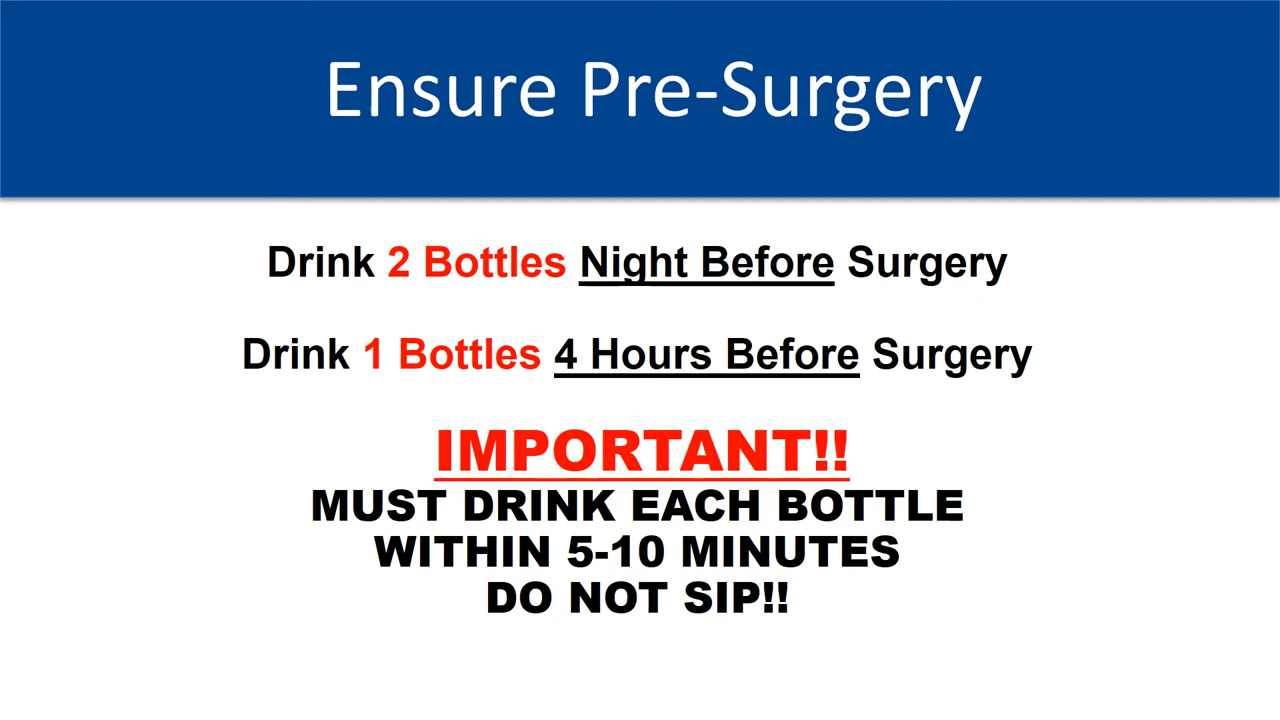 Ensure Pre-Surgery
Drink 2 Bottles Night Before Surgery
Drink 1 Bottles 4 Hours Before Surgery
IMPORTANT!!
MUST DRINK EACH BOTTLE
WITHIN 5-10 MINUTES
DO NOT SIP!!